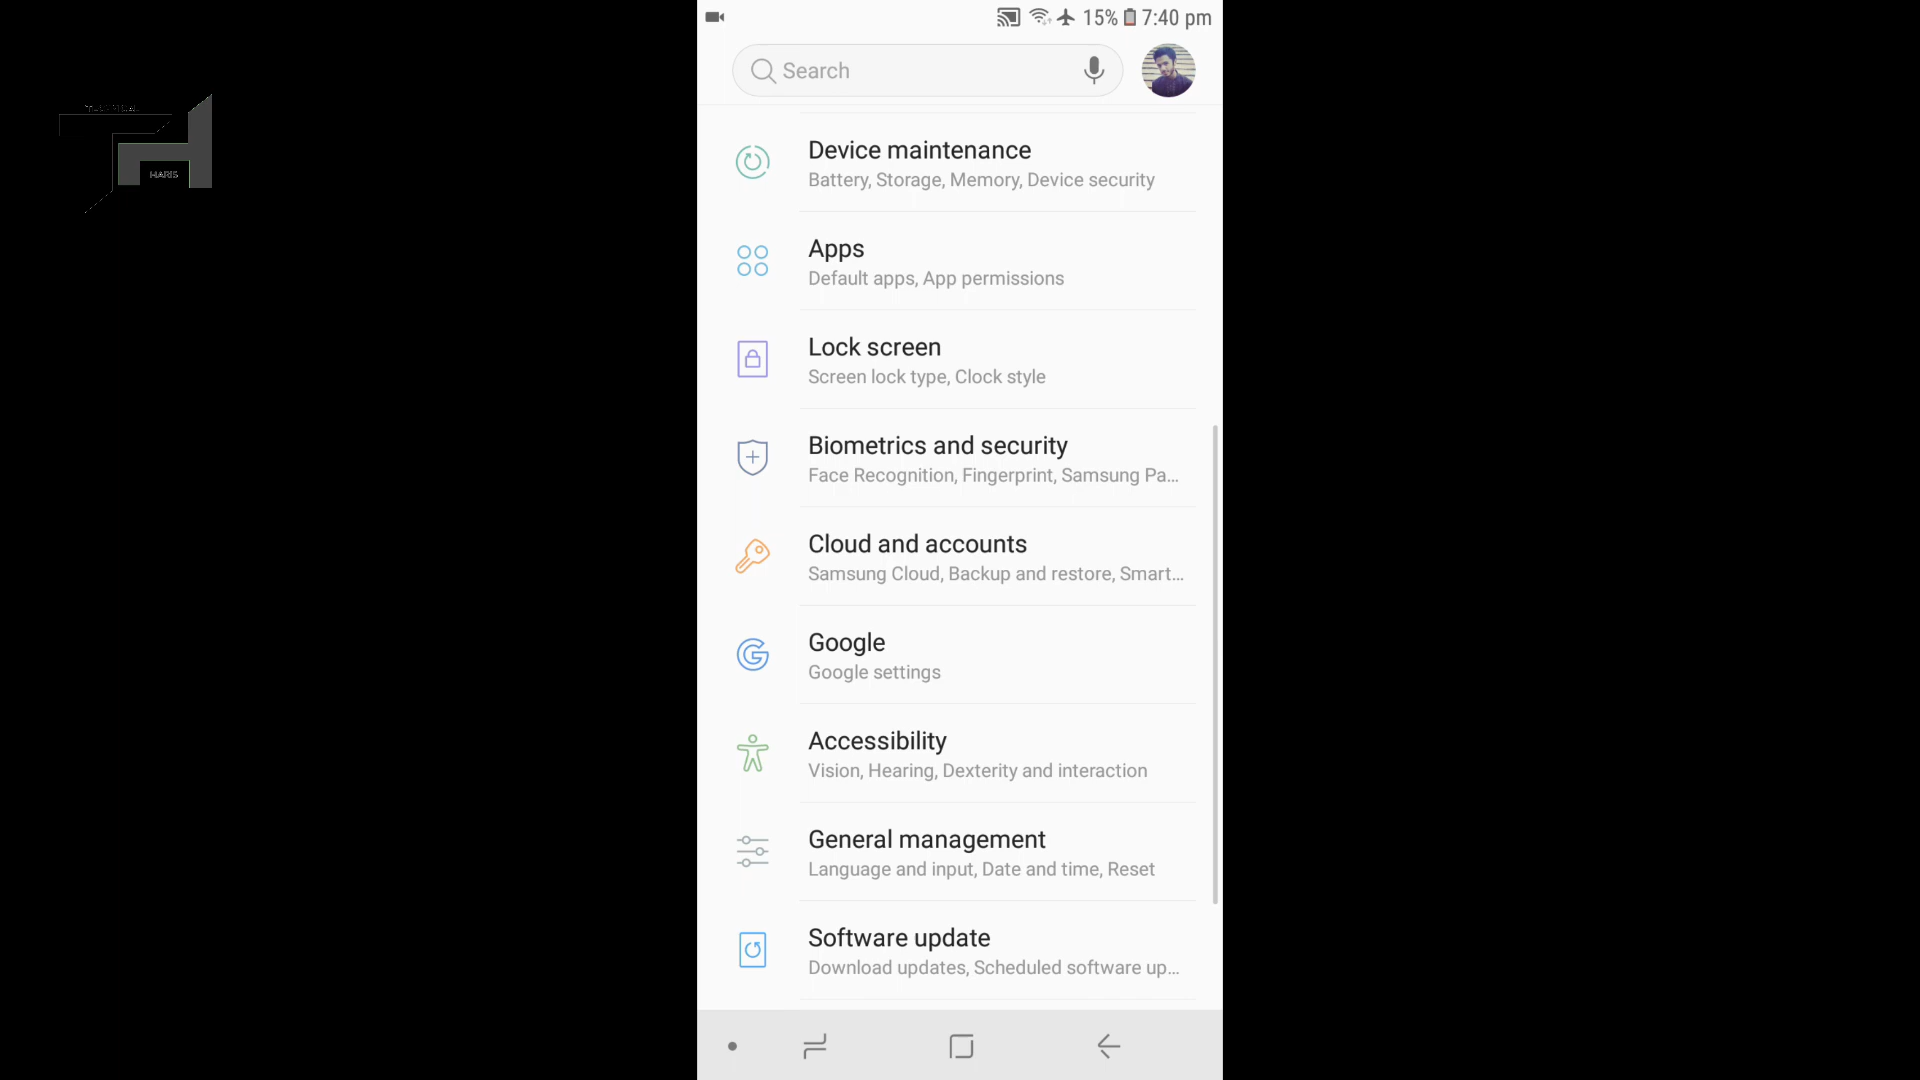 15% 7:40 pm
Search
HARIS
Device maintenance
Battery, Storage, Memory, Device security
Apps
Default apps, App permissions
Lock screen
Screen lock type, Clock style
Biometrics and security
Face Recognition, Fingerprint, Samsung Pa...
Cloud and accounts
Samsung Cloud, Backup and restore, Smart...
Google
Google settings
Accessibility
Vision, Hearing, Dexterity and interaction
General management
Language and input, Date and time, Reset
Software update
Download updates, Scheduled software up...